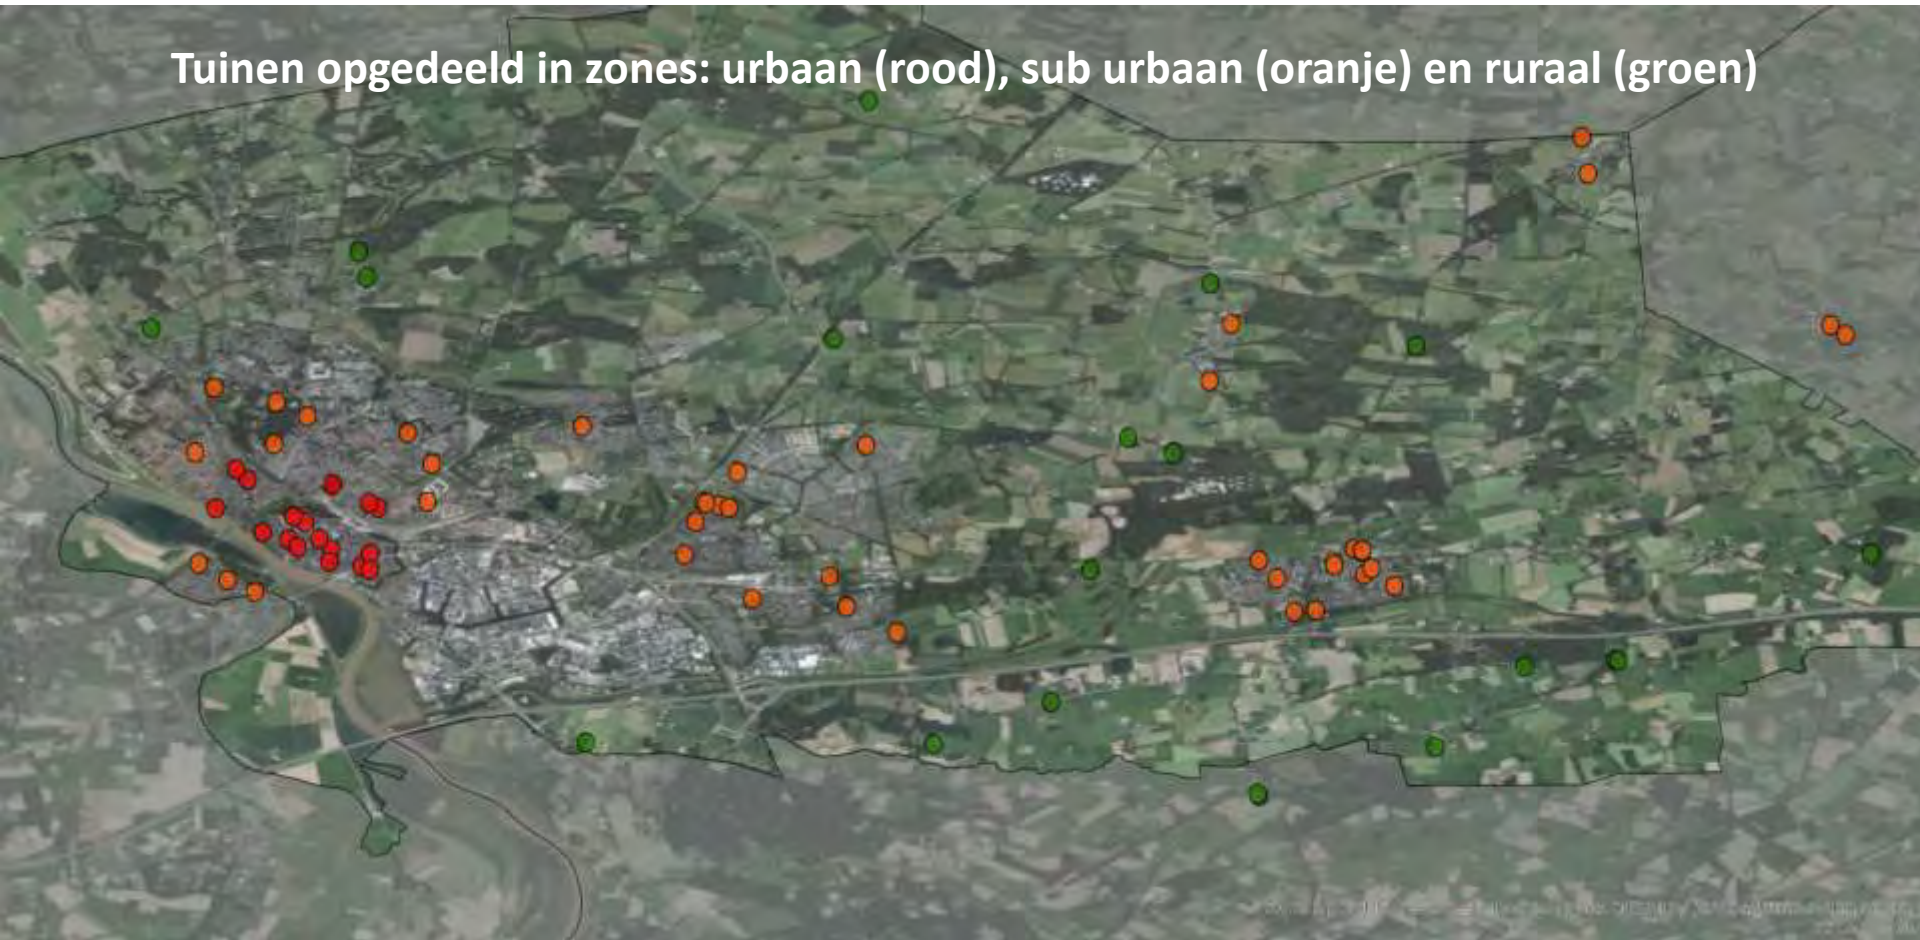 Tuinen opgedeeld in zones: urbaan (rood), sub urbaan (oranje) en ruraal (groen)